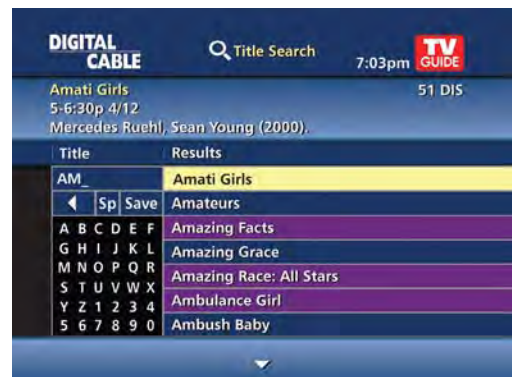 DIGITAL
CABLE
Title Search
7:03pm
TV
GUIDE
Amati Girls
51 DIS
5-6:30p 4/12
Mercedes Ruehl, Sean Young (2000).
Title
Results
AM_
Amati Girls
Sp Save
Amateurs
A B C D E F
Amazing Facts
G H I J K L
Amazing Grace
M N O P Q R
Amazing Race: All Stars
S T U V W X
Y Z 1 2 3 4
Ambulance Girl
5 6 7 8 9 0
Ambush Baby